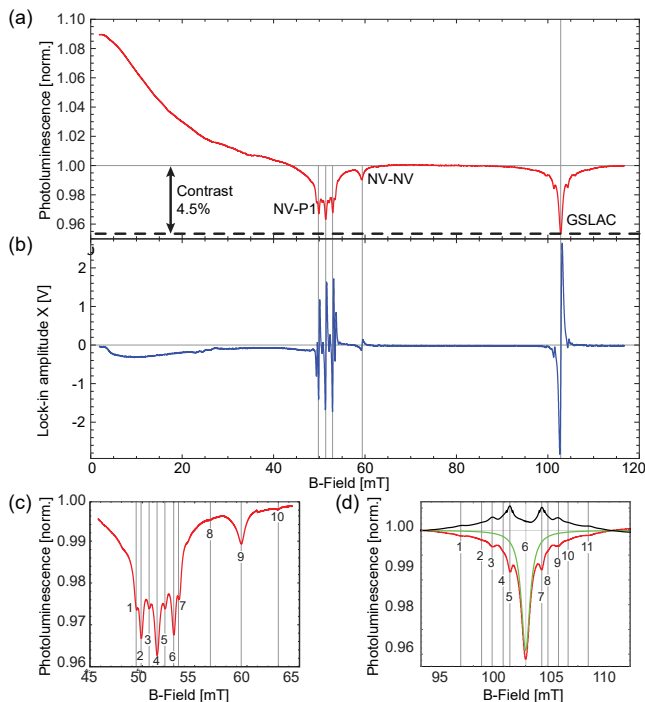 (a)
1.10
1.08
1.06
1.04
1.02
1.00
0.98
0.96
Photoluminescence [norm.]
Contrast
4.5%
NV-P1
NV-NV
GSLAC
(b)
2
1
0
-1
-2
Lock-in amplitude X [V]
0 20 40 60 80 100 120
B-Field [mT]
(c)
1.00
0.99
0.98
0.97
0.96
Photoluminescence [norm.]
1 2 3 4 5 6 7 8 9 10
45 50 55 60 65
B-Field [mT]
(d)
1.00
0.99
0.98
0.96
Photoluminescence [norm.]
1 2 3 4 5 6 7 8 9 10 11
95 100 105 110
B-Field [mT]